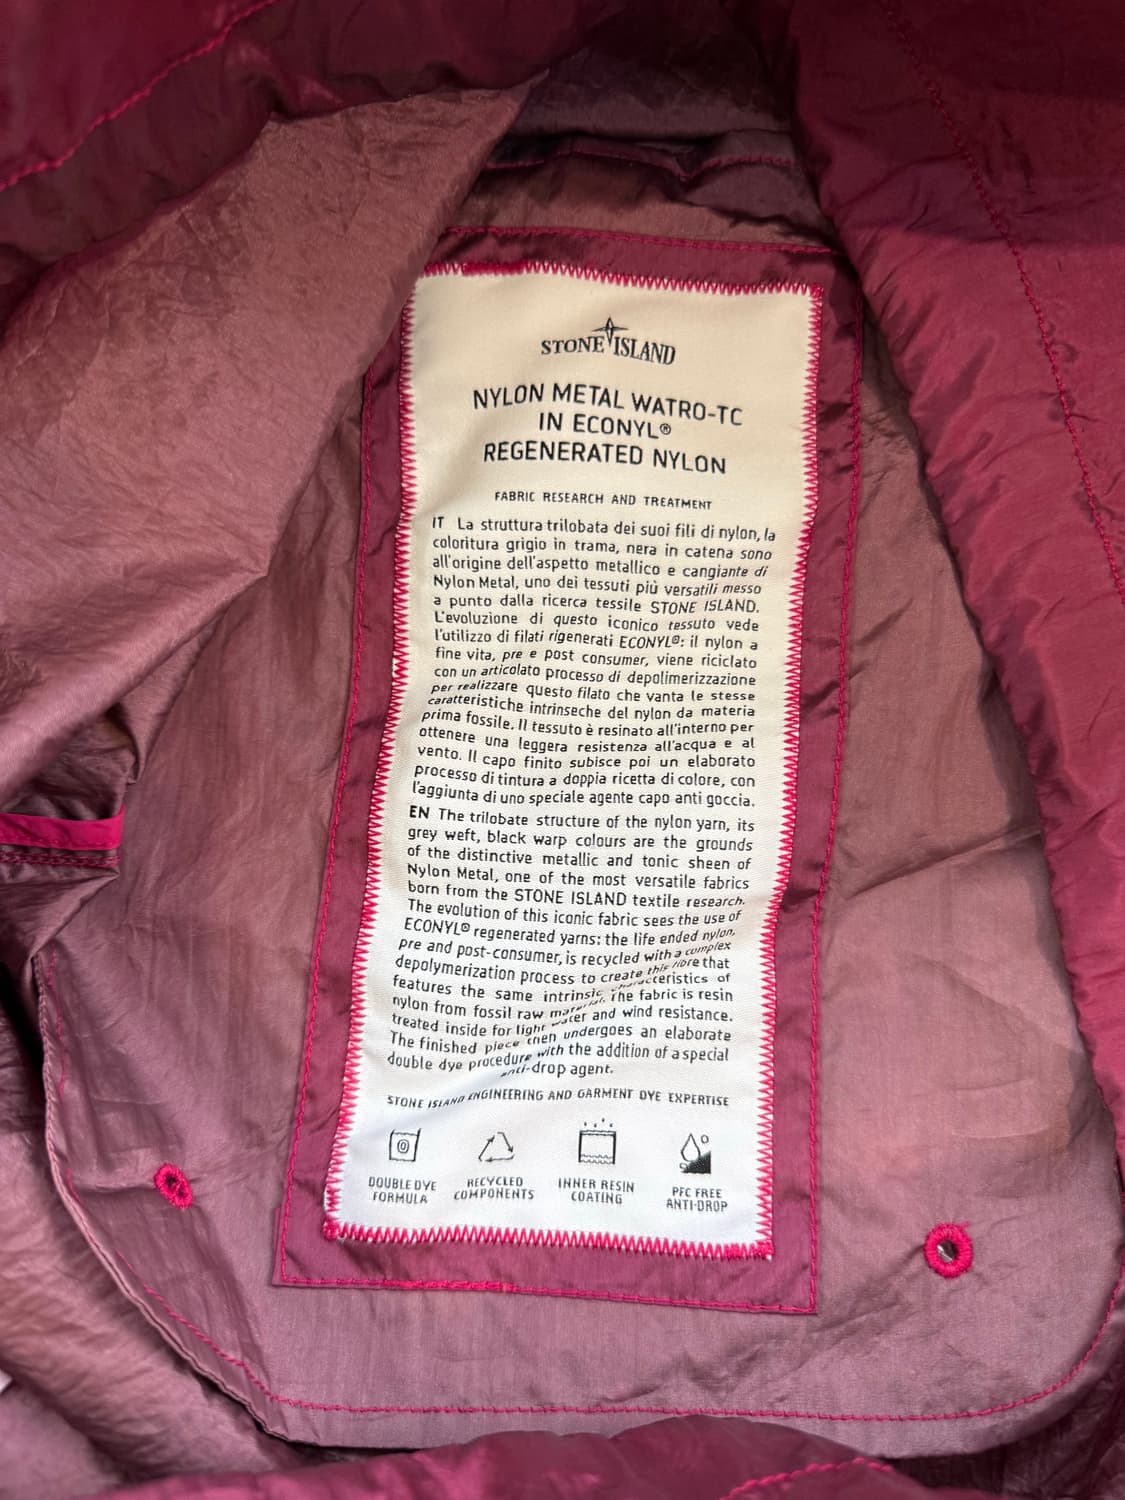 STONE ISLAND
NYLON METAL WATRO-TC
IN ECONYL®
REGENERATED NYLON
FABRIC RESEARCH AND TREATMENT
IT La struttura trilobata dei suoi fili di nylon, la
coloritura grigio in trama, nera in catena sono
all'origine dell'aspetto metallico e cangiante di
Nylon Metal, uno dei tessuti più versatili messo
a punto dalla ricerca tessile STONE ISLAND.
L'evoluzione di questo iconico tessuto vede
l'utilizzo di filati rigenerati ECONYL®: il nylon a
fine vita, pre e post consumer, viene riciclato
con un articolato processo di depolimerizzazione
per realizzare questo filato che vanta le stesse
caratteristiche intrinseche del nylon da materia
prima fossile. Il tessuto è resinato all'interno per
ottenere una leggera resistenza all'acqua e al
vento. Il capo finito subisce poi un elaborato
processo di tintura a doppia ricetta di colore, con
l'aggiunta di uno speciale agente capo anti goccia.
EN The trilobate structure of the nylon yarn, its
grey weft, black warp colours are the grounds
of the distinctive metallic and tonic sheen of
Nylon Metal, one of the most versatile fabrics
born from the STONE ISLAND textile research.
The evolution of this iconic fabric sees the use of
ECONYL® regenerated yarns: the life ended nylon,
pre and post-consumer, is recycled with a complex
depolymerization process to create this fibre that
features the same intrinsic characteristics of
nylon from fossil raw material. The fabric is resin
treated inside for light water and wind resistance.
The finished piece then undergoes an elaborate
double dye procedure with the addition of a special
anti-drop agent.
STONE ISLAND ENGINEERING AND GARMENT DYE EXPERTISE
DOUBLE DYE
FORMULA
RECYCLED
COMPONENTS
INNER RESIN
COATING
PFC FREE
ANTI-DROP